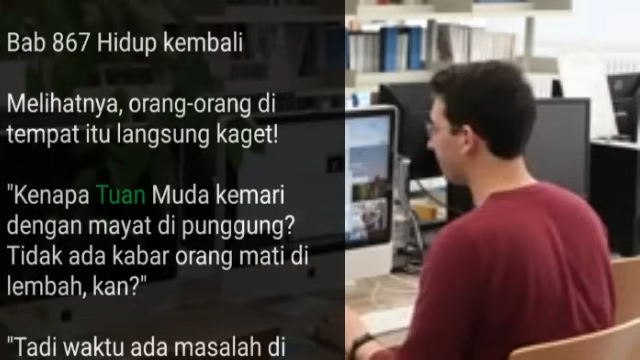 Bab 867 Hidup kembali
Melihatnya, orang-orang di
tempat itu langsung kaget!
"Kenapa Tuan Muda kemari
dengan mayat di punggung?
Tidak ada kabar orang mati di
lembah, kan?"
"Tadi waktu ada masalah di